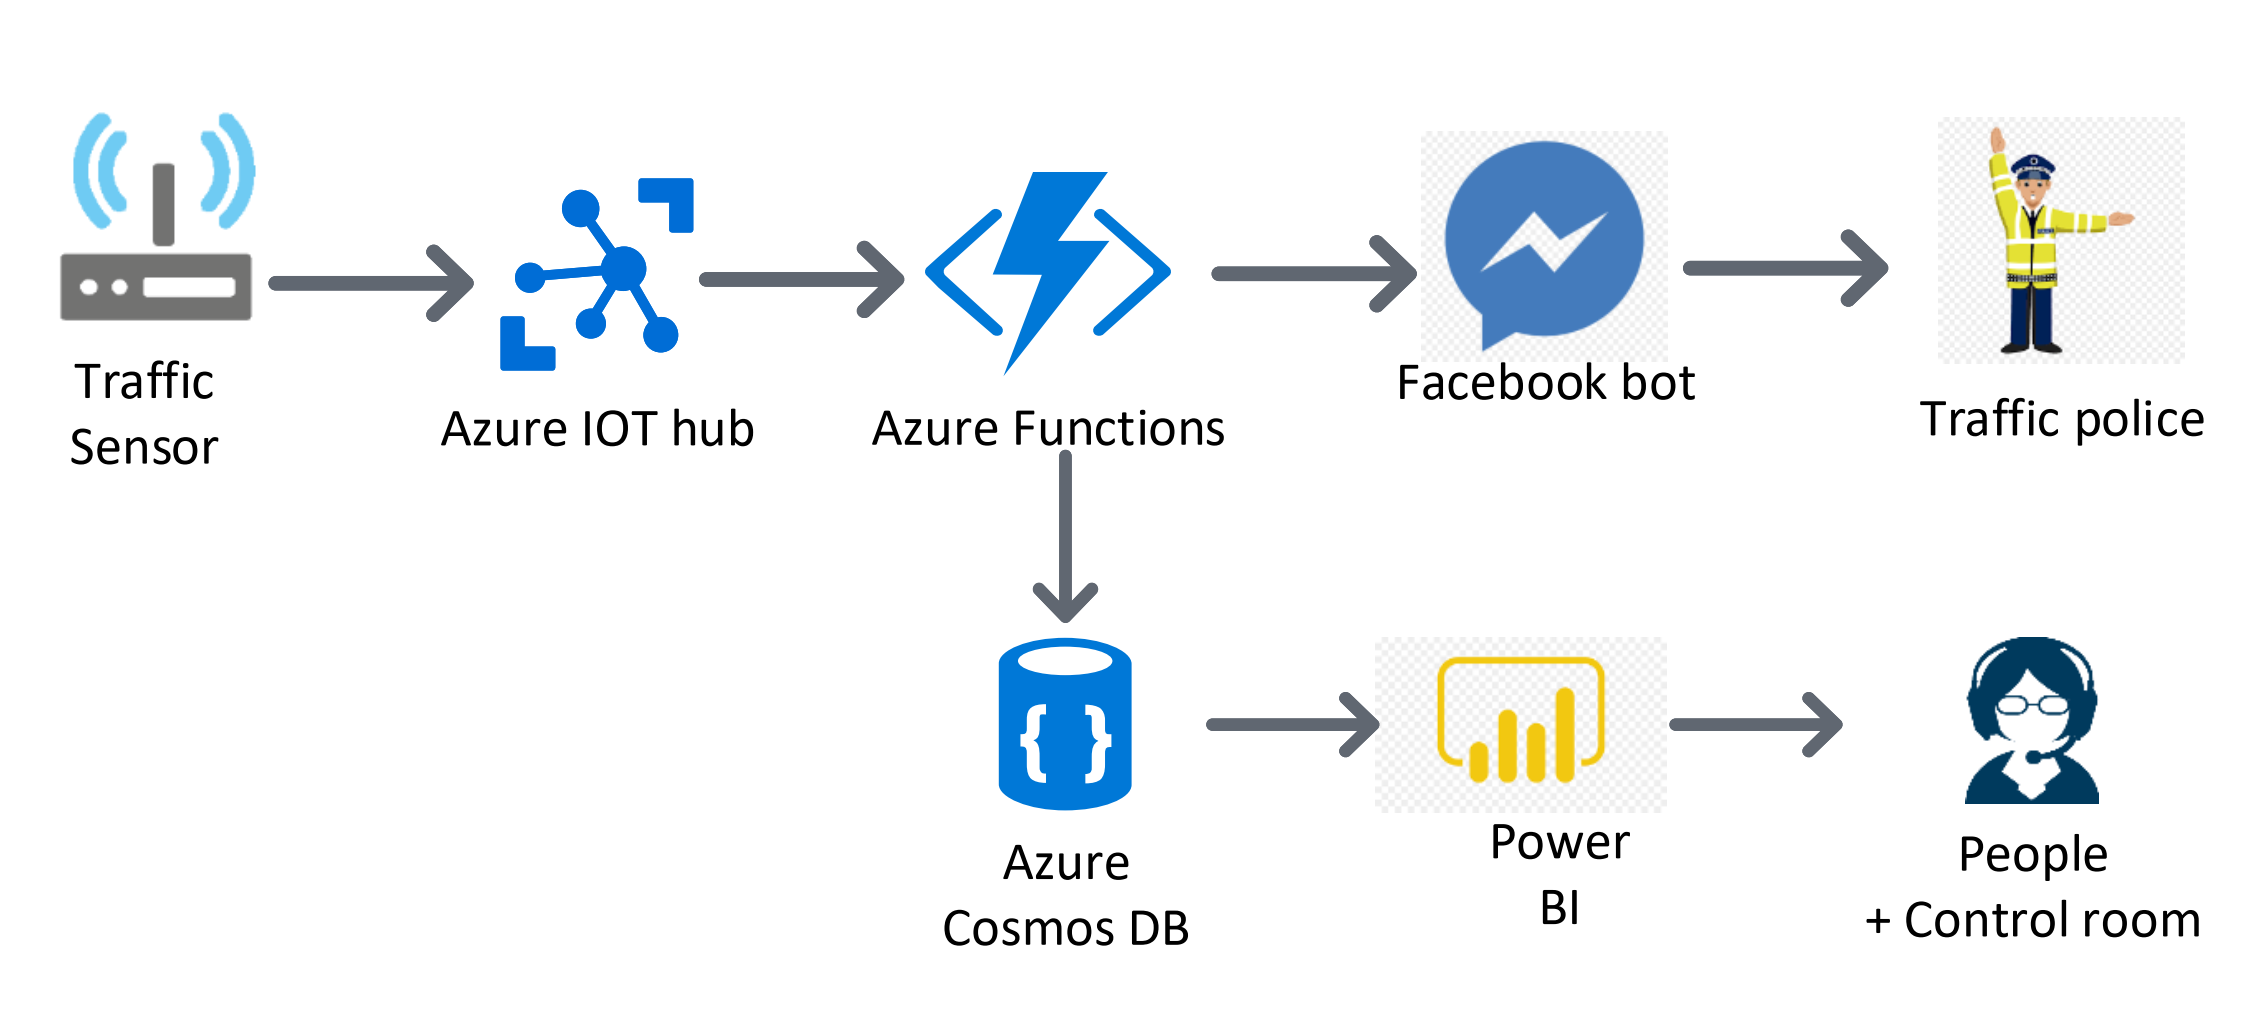 Traffic
Sensor
Azure IOT hub
Azure Functions
Facebook bot
Traffic police
Azure
Cosmos DB
Power
BI
People
+ Control room